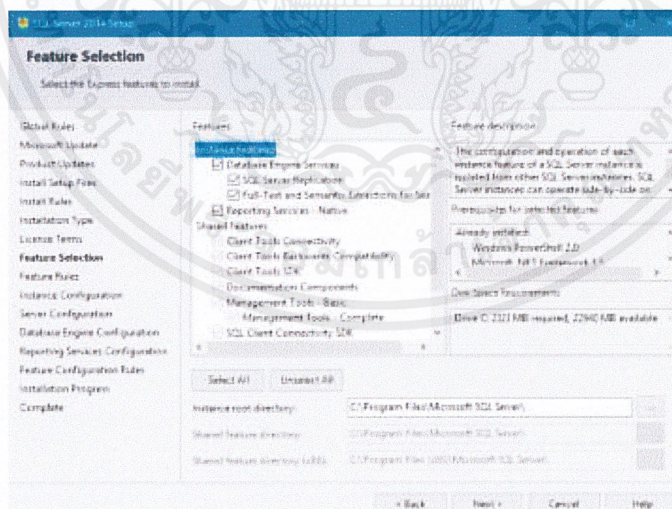 SQL Server 2014 Setup
Feature Selection
Select the Express features to install.
Global Rules
Microsoft Update
Product Updates
Install Setup Files
Install Rules
Installation Type
License Terms
Feature Selection
Feature Rules
Instance Configuration
Server Configuration
Database Engine Configuration
Reporting Services Configuration
Feature Configuration Rules
Installation Progress
Complete
Features:
Instance Features
Database Engine Services
SQL Server Replication
Full-Text and Semantic Extractions for Sea
Reporting Services - Native
Shared Features
Client Tools Connectivity
Client Tools Backwards Compatibility
Client Tools SDK
Documentation Components
Management Tools - Basic
Management Tools - Complete
SQL Client Connectivity SDK
Select All
Unselect All
Feature description:
The configuration and operation of each
instance feature of a SQL Server instance is
isolated from other SQL Server instances. SQL
Server instances can operate side-by-side on
Prerequisites for selected features:
Already installed:
Windows PowerShell 2.0
Microsoft .NET Framework
Disk Space Requirements
Drive C: MB required, MB available
Instance root directory:
C:\Program Files\Microsoft SQL Server\
Shared feature directory:
C:\Program Files\Microsoft SQL Server\
Shared feature directory (x86):
C:\Program Files (x86)\Microsoft SQL Server\
< Back
Next >
Cancel
Help